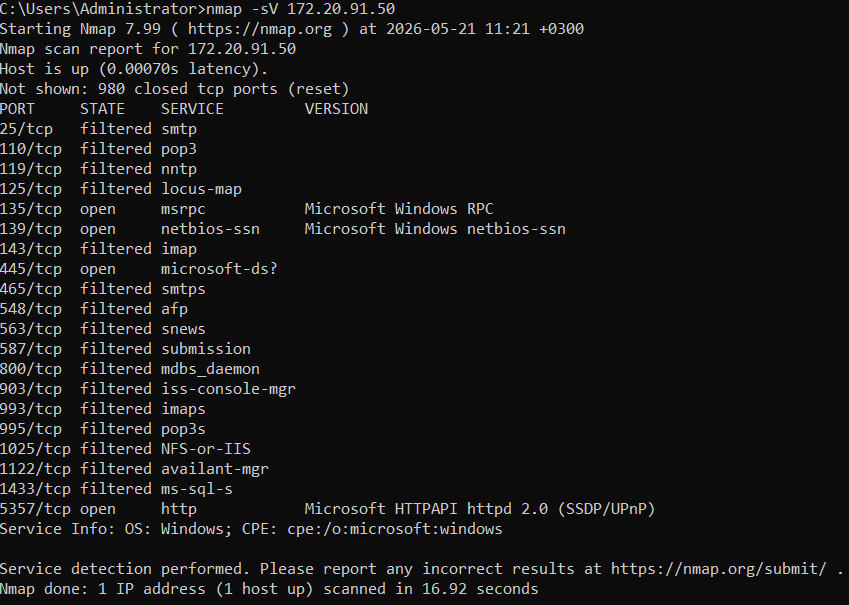 C:\Users\Administrator>nmap -sV 172.20.91.50
Starting Nmap 7.99 ( https://nmap.org ) at 2026-05-21 11:21 +0300
Nmap scan report for 172.20.91.50
Host is up (0.00070s latency).
Not shown: 980 closed tcp ports (reset)
PORT     STATE    SERVICE         VERSION
25/tcp   filtered smtp
110/tcp  filtered pop3
119/tcp  filtered nntp
125/tcp  filtered locus-map
135/tcp  open     msrpc           Microsoft Windows RPC
139/tcp  open     netbios-ssn     Microsoft Windows netbios-ssn
143/tcp  filtered imap
445/tcp  open     microsoft-ds?
465/tcp  filtered smtps
548/tcp  filtered afp
563/tcp  filtered snews
587/tcp  filtered submission
800/tcp  filtered mdbs_daemon
903/tcp  filtered iss-console-mgr
993/tcp  filtered imaps
995/tcp  filtered pop3s
1025/tcp filtered NFS-or-IIS
1122/tcp filtered availant-mgr
1433/tcp filtered ms-sql-s
5357/tcp open     http            Microsoft HTTPAPI httpd 2.0 (SSDP/UPnP)
Service Info: OS: Windows; CPE: cpe:/o:microsoft:windows

Service detection performed. Please report any incorrect results at https://nmap.org/submit/ .
Nmap done: 1 IP address (1 host up) scanned in 16.92 seconds